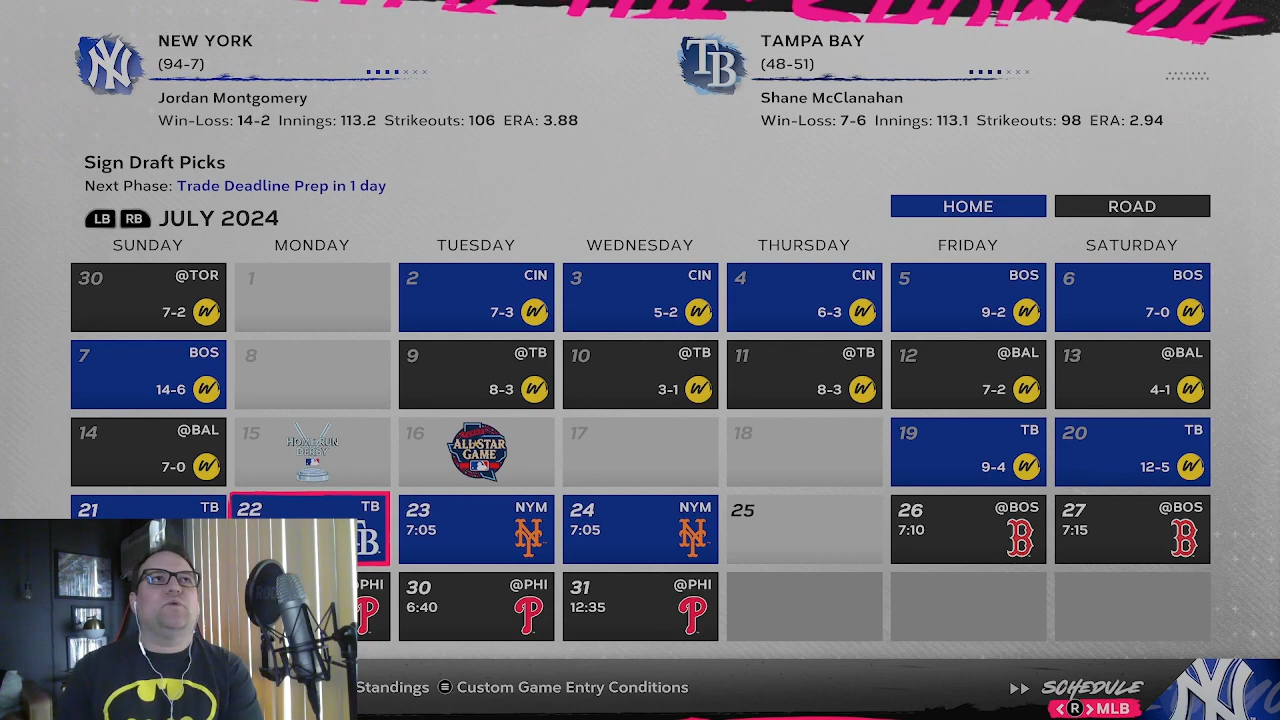 NEW YORK
(94-7)
Jordan Montgomery
Win-Loss: 14-2 Innings: 113.2 Strikeouts: 106 ERA: 3.88
TB
TAMPA BAY
(48-51)
Shane McClanahan
Win-Loss: 7-6 Innings: 113.1 Strikeouts: 98 ERA: 2.94
Sign Draft Picks
Next Phase: Trade Deadline Prep in 1 day
LB RB JULY 2024
HOME ROAD
SUNDAY MONDAY TUESDAY WEDNESDAY THURSDAY FRIDAY SATURDAY
30 @TOR 1 2 CIN 3 CIN 4 CIN 5 BOS 6 BOS
7-2 W 7-3 W 5-2 W 6-3 W 9-2 W 7-0 W
7 BOS 8 9 @TB 10 @TB 11 @TB 12 @BAL 13 @BAL
14-6 W 8-3 W 3-1 W 8-3 W 7-2 W 4-1 W
14 @BAL 15 HOME RUN DERBY 16 ALL-STAR GAME 17 18 19 TB 20 TB
7-0 W 9-4 W 12-5 W
21 TB 22 TB 23 NYM 24 NYM 25 26 @BOS 27 @BOS
7:05 7:05 7:10 7:15
@PHI 30 @PHI 31 @PHI
6:40 12:35
Standings Custom Game Entry Conditions
SCHEDULE
R MLB